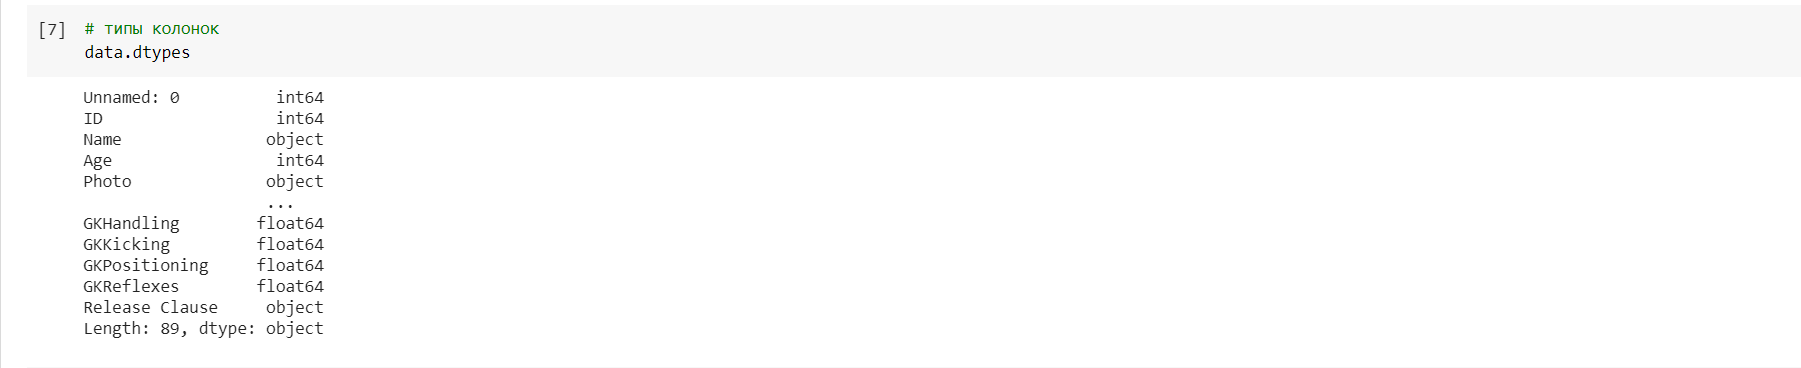 [7] # типы колонок
data.dtypes
Unnamed: 0 int64
ID int64
Name object
Age int64
Photo object
...
GKHandling float64
GKKicking float64
GKPositioning float64
GKReflexes float64
Release Clause object
Length: 89, dtype: object